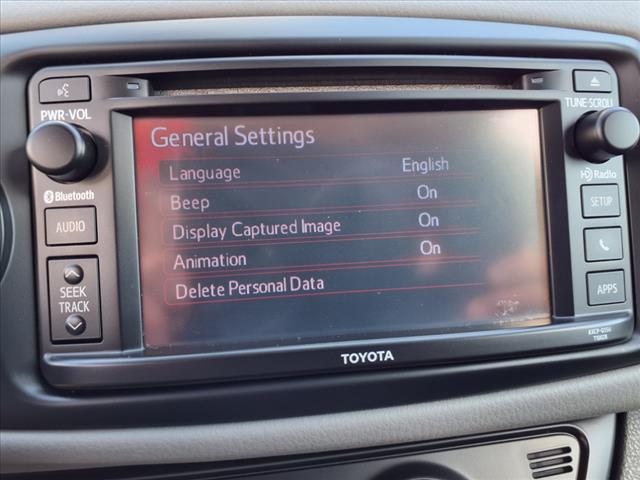 PWR•VOL
TUNE•SCROLL
Bluetooth
AUDIO
SEEK
TRACK
General Settings
Language English
Beep On
Display Captured Image On
Animation On
Delete Personal Data
HD Radio
SETUP
APPS
TOYOTA